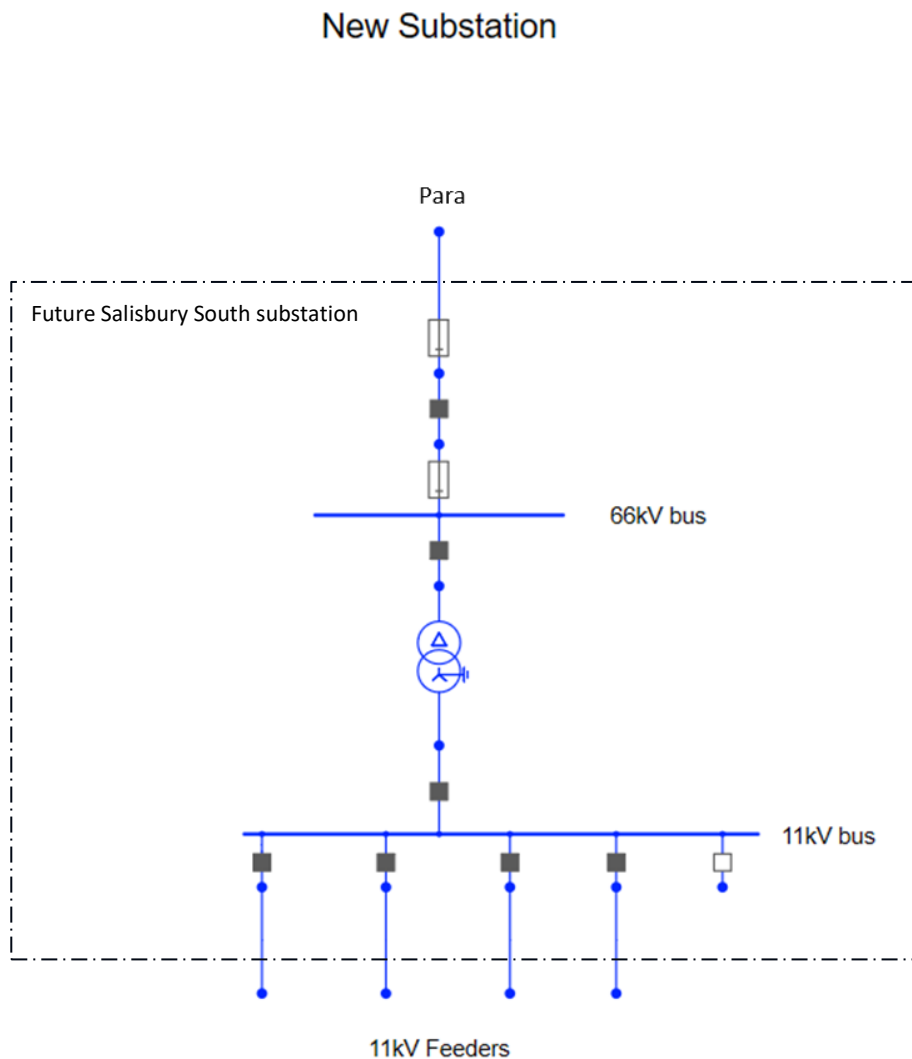 New Substation
Para
Future Salisbury South substation
66kV bus
11kV bus
11kV Feeders